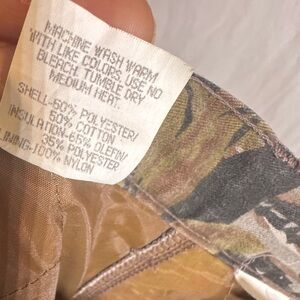 MACHINE WASH WARM
WITH LIKE COLORS. USE NO
BLEACH. TUMBLE DRY
MEDIUM HEAT.
SHELL-50% POLYESTER/
50% COTTON
INSULATION-65% OLEFIN/
35% POLYESTER
LINING-100% NYLON